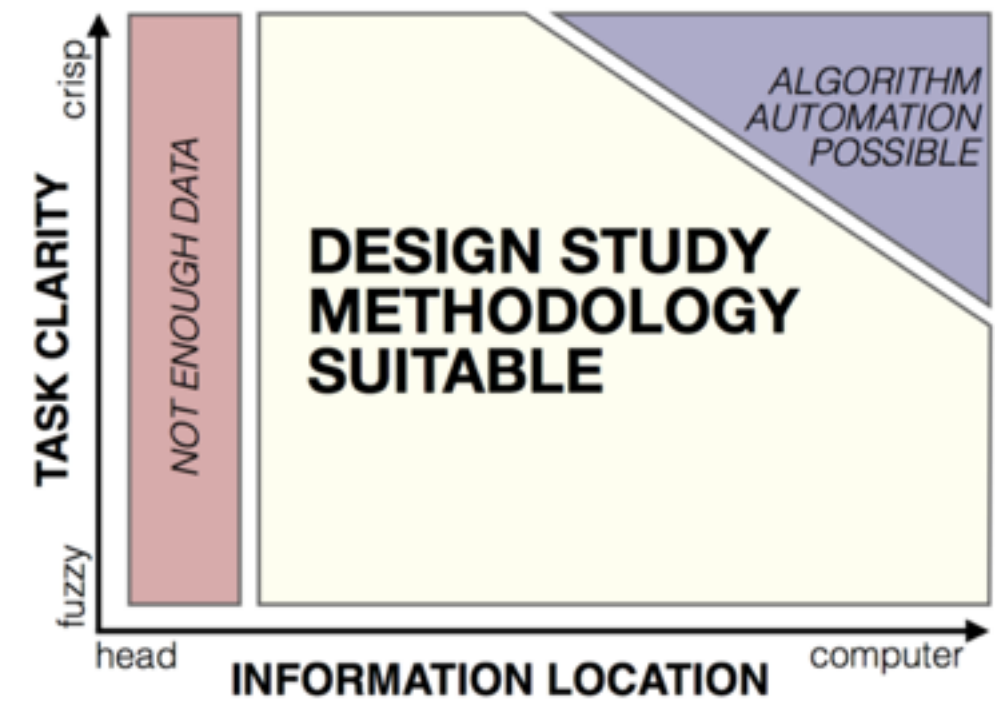 crisp
TASK CLARITY
fuzzy
NOT ENOUGH DATA
DESIGN STUDY
METHODOLOGY
SUITABLE
ALGORITHM
AUTOMATION
POSSIBLE
head
computer
INFORMATION LOCATION